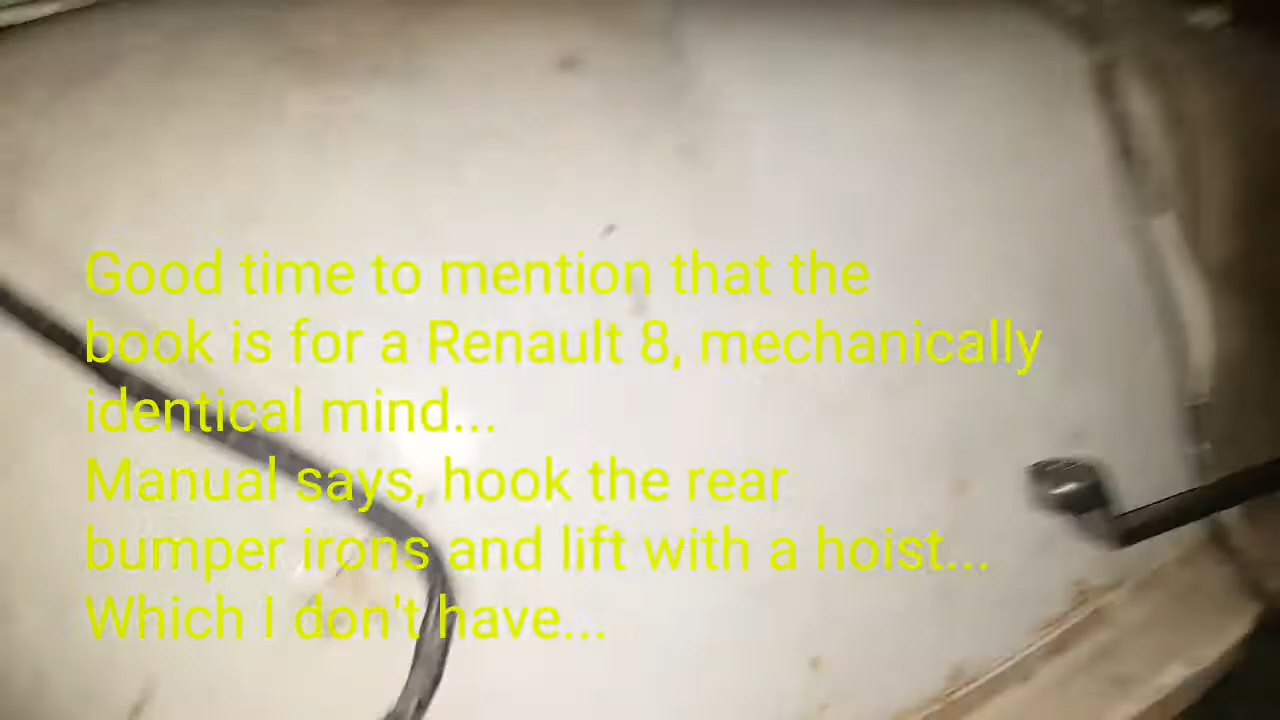 Good time to mention that the
book is for a Renault 8, mechanically
identical mind...
Manual says, hook the rear
bumper irons and lift with a hoist...
Which I don't have...